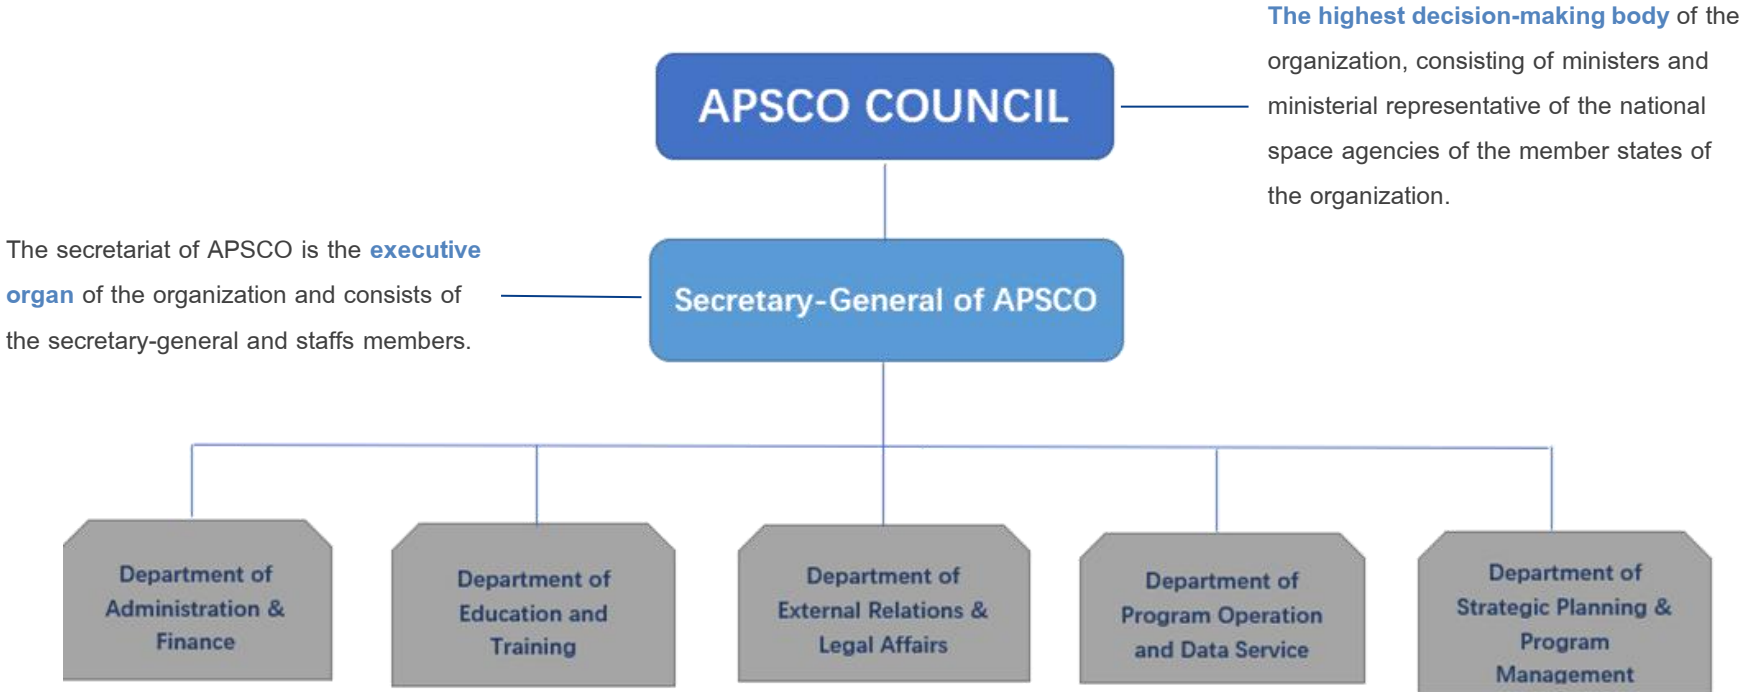 The highest decision-making body of the
organization, consisting of ministers and
ministerial representative of the national
space agencies of the member states of
the organization.
APSCO COUNCIL
The secretariat of APSCO is the executive
organ of the organization and consists of
the secretary-general and staffs members.
Secretary-General of APSCO
Department of
Administration &
Finance
Department of
Education and
Training
Department of
External Relations &
Legal Affairs
Department of
Program Operation
and Data Service
Department of
Strategic Planning &
Program
Management